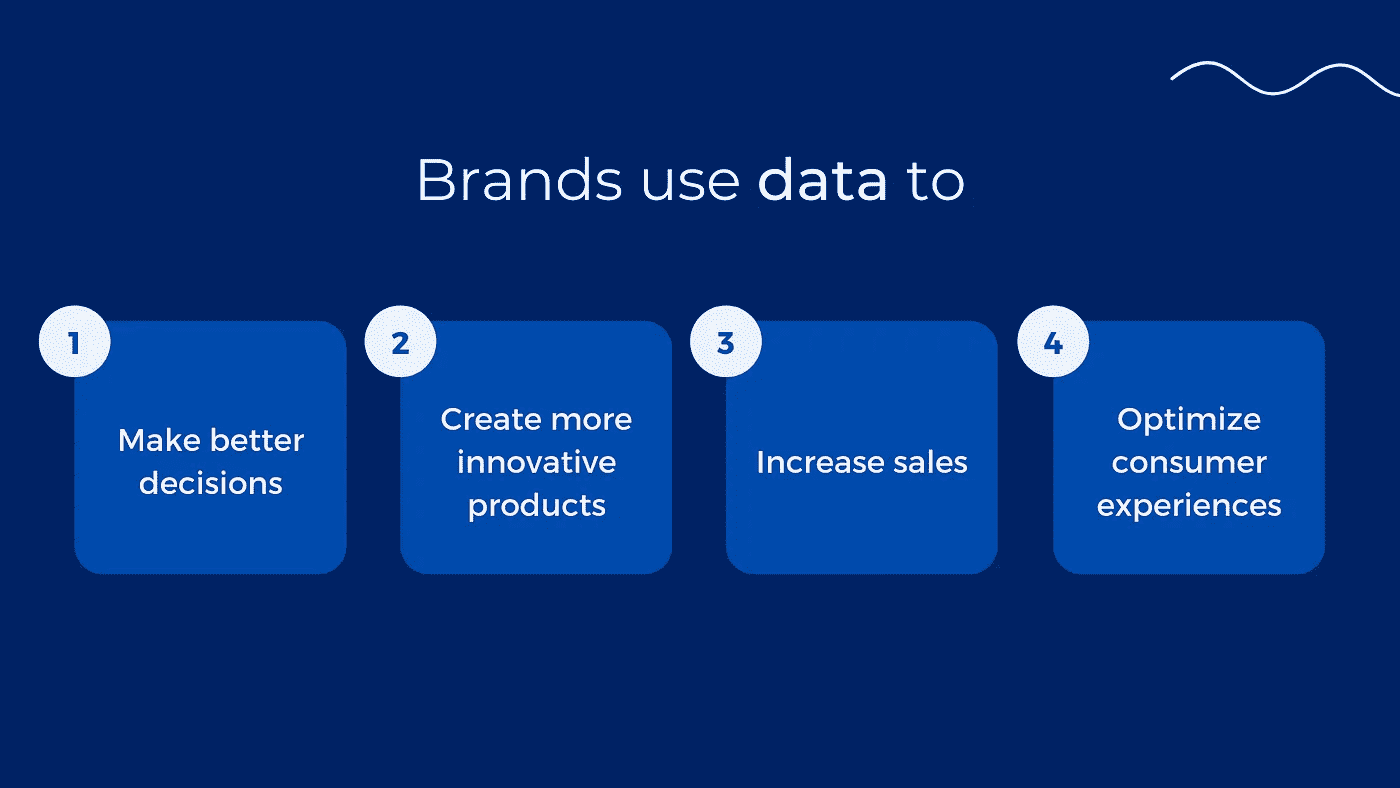 Brands use data to
1
Make better
decisions
2
Create more
innovative
products
3
Increase sales
4
Optimize
consumer
experiences